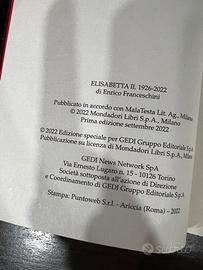 ELISABETTA II. 1926-2022
di Enrico Franceschini
Pubblicato in accordo con MalaTesta Lit. Ag., Milano
© 2022 Mondadori Libri S.p.A., Milano
Prima edizione settembre 2022
© 2022 Edizione speciale per GEDI Gruppo Editoriale S.p.A.
Pubblicazione su licenza di Mondadori Libri S.p.A., Milano
GEDI News Network SpA
Via Ernesto Lugaro n. 15 - 10126 Torino
Società sottoposta all'azione di Direzione
e Coordinamento di GEDI Gruppo Editoriale S.p.A.
Stampa: Puntoweb S.r.l. - Ariccia (Roma) - 2022
subito